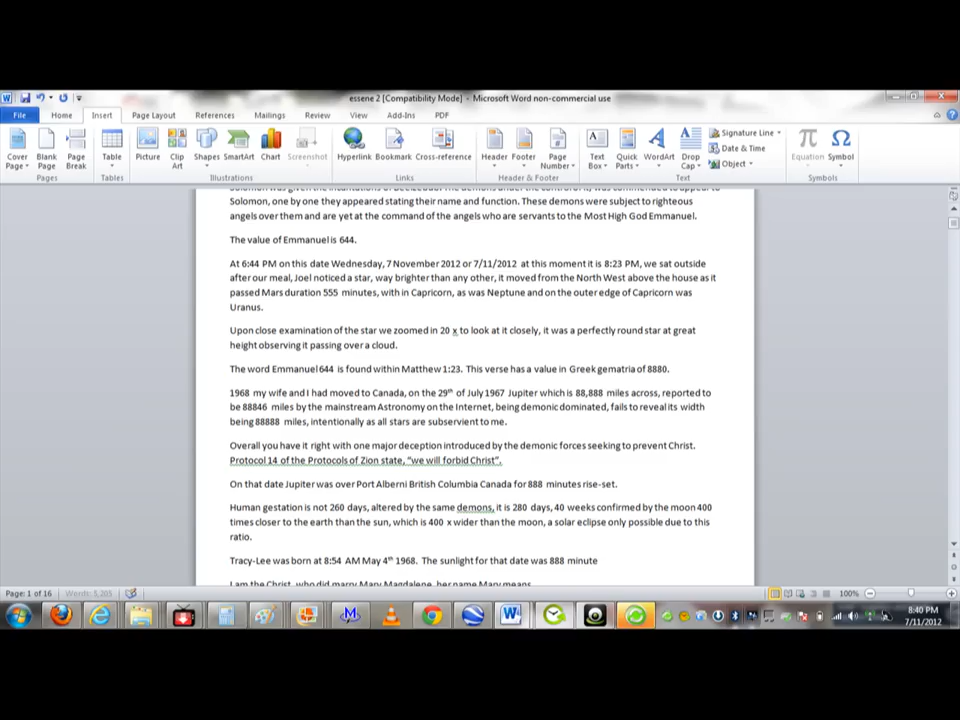 essene 2 [Compatibility Mode] - Microsoft Word non-commercial use
File Home Insert Page Layout References Mailings Review View Add-Ins PDF
Cover Page Blank Page Page Break Table Picture Clip Art Shapes SmartArt Chart Screenshot Hyperlink Bookmark Cross-reference Header Footer Page Number Text Box Quick Parts WordArt Drop Cap Signature Line Date & Time Object Equation Symbol
Pages Tables Illustrations Links Header & Footer Text Symbols
Solomon, one by one they appeared stating their name and function. These demons were subject to righteous
angels over them and are yet at the command of the angels who are servants to the Most High God Emmanuel.
The value of Emmanuel is 644.
At 6:44 PM on this date Wednesday, 7 November 2012 or 7/11/2012 at this moment it is 8:23 PM, we sat outside
after our meal, Joel noticed a star, way brighter than any other, it moved from the North West above the house as it
passed Mars duration 555 minutes, with in Capricorn, as was Neptune and on the outer edge of Capricorn was
Uranus.
Upon close examination of the star we zoomed in 20 x to look at it closely, it was a perfectly round star at great
height observing it passing over a cloud.
The word Emmanuel 644 is found within Matthew 1:23. This verse has a value in Greek gematria of 8880.
1968 my wife and I had moved to Canada, on the 29th of July 1967 Jupiter which is 88,888 miles across, reported to
be 88846 miles by the mainstream Astronomy on the Internet, being demonic dominated, fails to reveal its width
being 88888 miles, intentionally as all stars are subservient to me.
Overall you have it right with one major deception introduced by the demonic forces seeking to prevent Christ.
Protocol 14 of the Protocols of Zion state, "we will forbid Christ".
On that date Jupiter was over Port Alberni British Columbia Canada for 888 minutes rise-set.
Human gestation is not 260 days, altered by the same demons, it is 280 days, 40 weeks confirmed by the moon 400
times closer to the earth than the sun, which is 400 x wider than the moon, a solar eclipse only possible due to this
ratio.
Tracy-Lee was born at 8:54 AM May 4th 1968. The sunlight for that date was 888 minute
I am the Christ, who did marry Mary Magdalene, her name Mary means
Page: 1 of 16 Words: 5,205 100%
8:40 PM
7/11/2012